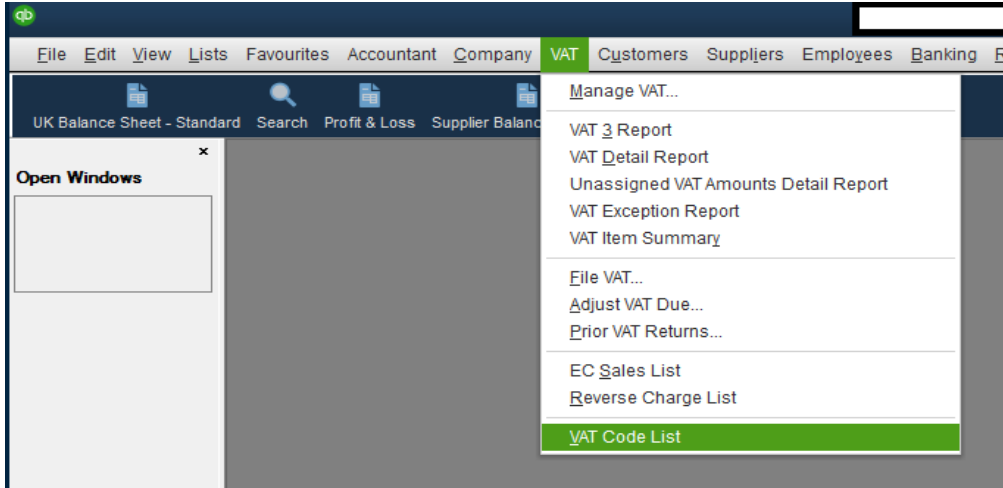 qb
File Edit View Lists Favourites Accountant Company VAT Customers Suppliers Employees Banking R
UK Balance Sheet - Standard Search Profit & Loss Supplier Balanc
Open Windows
Manage VAT...
VAT 3 Report
VAT Detail Report
Unassigned VAT Amounts Detail Report
VAT Exception Report
VAT Item Summary
File VAT...
Adjust VAT Due...
Prior VAT Returns...
EC Sales List
Reverse Charge List
VAT Code List